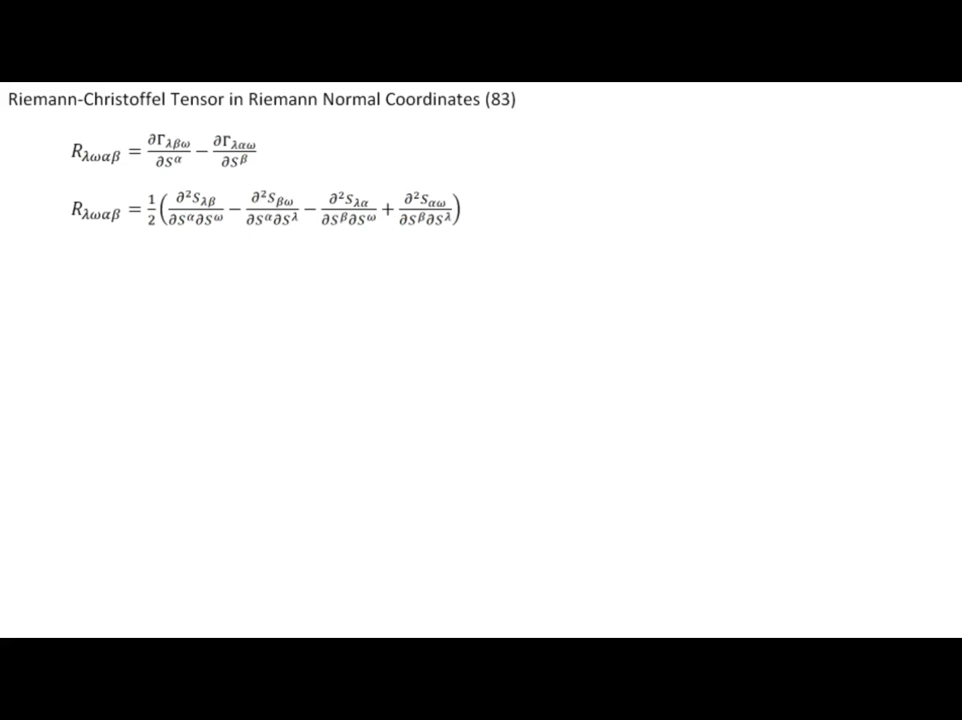 Riemann-Christoffel Tensor in Riemann Normal Coordinates (83)
R_{λωαβ} = ∂Γ_{λβω}/∂s^α − ∂Γ_{λαω}/∂s^β
R_{λωαβ} = 1/2 (∂²s_{λβ}/∂s^α∂s^ω − ∂²s_{βω}/∂s^α∂s^λ − ∂²s_{λα}/∂s^β∂s^ω + ∂²s_{αω}/∂s^β∂s^λ)